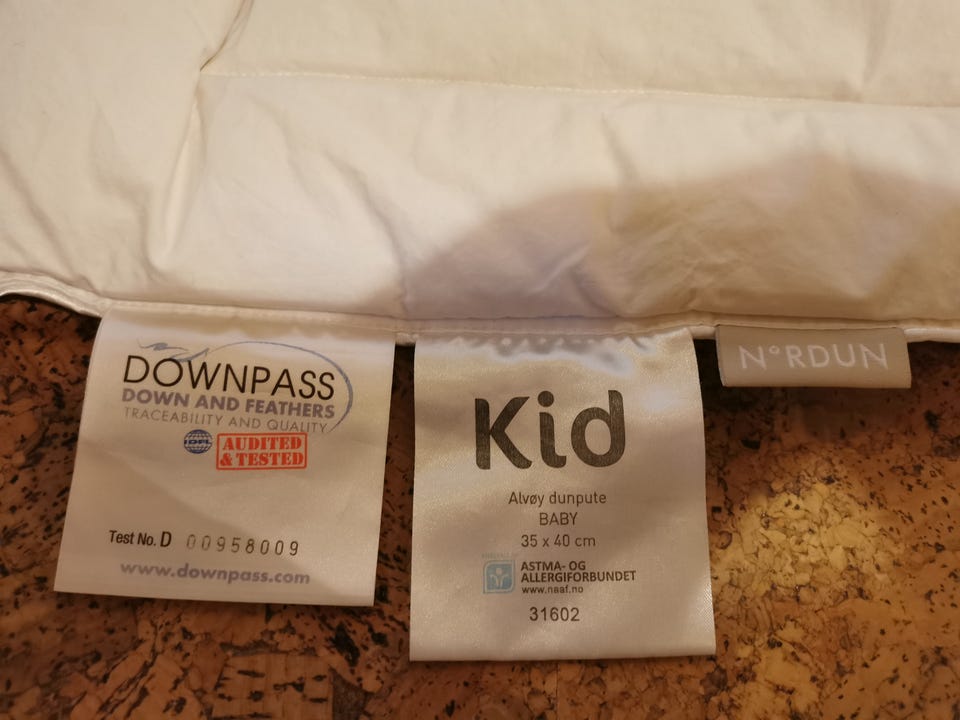 DOWNPASS
DOWN AND FEATHERS
TRACEABILITY AND QUALITY
IDFL
AUDITED
& TESTED
Test No. D 00958009
www.downpass.com
Kid
Alvøy dunpute
BABY
35 x 40 cm
ASTMA- OG
ALLERGIFORBUNDET
www.naaf.no
31602
N°RDUN